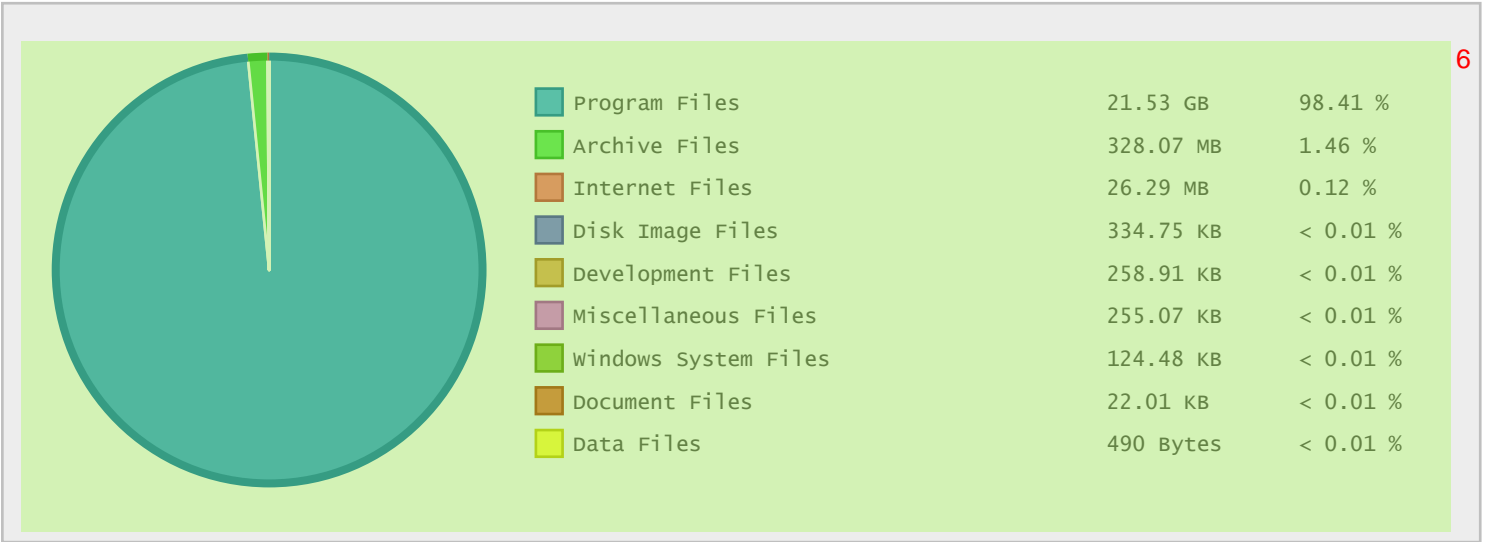 6
Program Files 21.53 GB 98.41 %
Archive Files 328.07 MB 1.46 %
Internet Files 26.29 MB 0.12 %
Disk Image Files 334.75 KB < 0.01 %
Development Files 258.91 KB < 0.01 %
Miscellaneous Files 255.07 KB < 0.01 %
Windows System Files 124.48 KB < 0.01 %
Document Files 22.01 KB < 0.01 %
Data Files 490 Bytes < 0.01 %